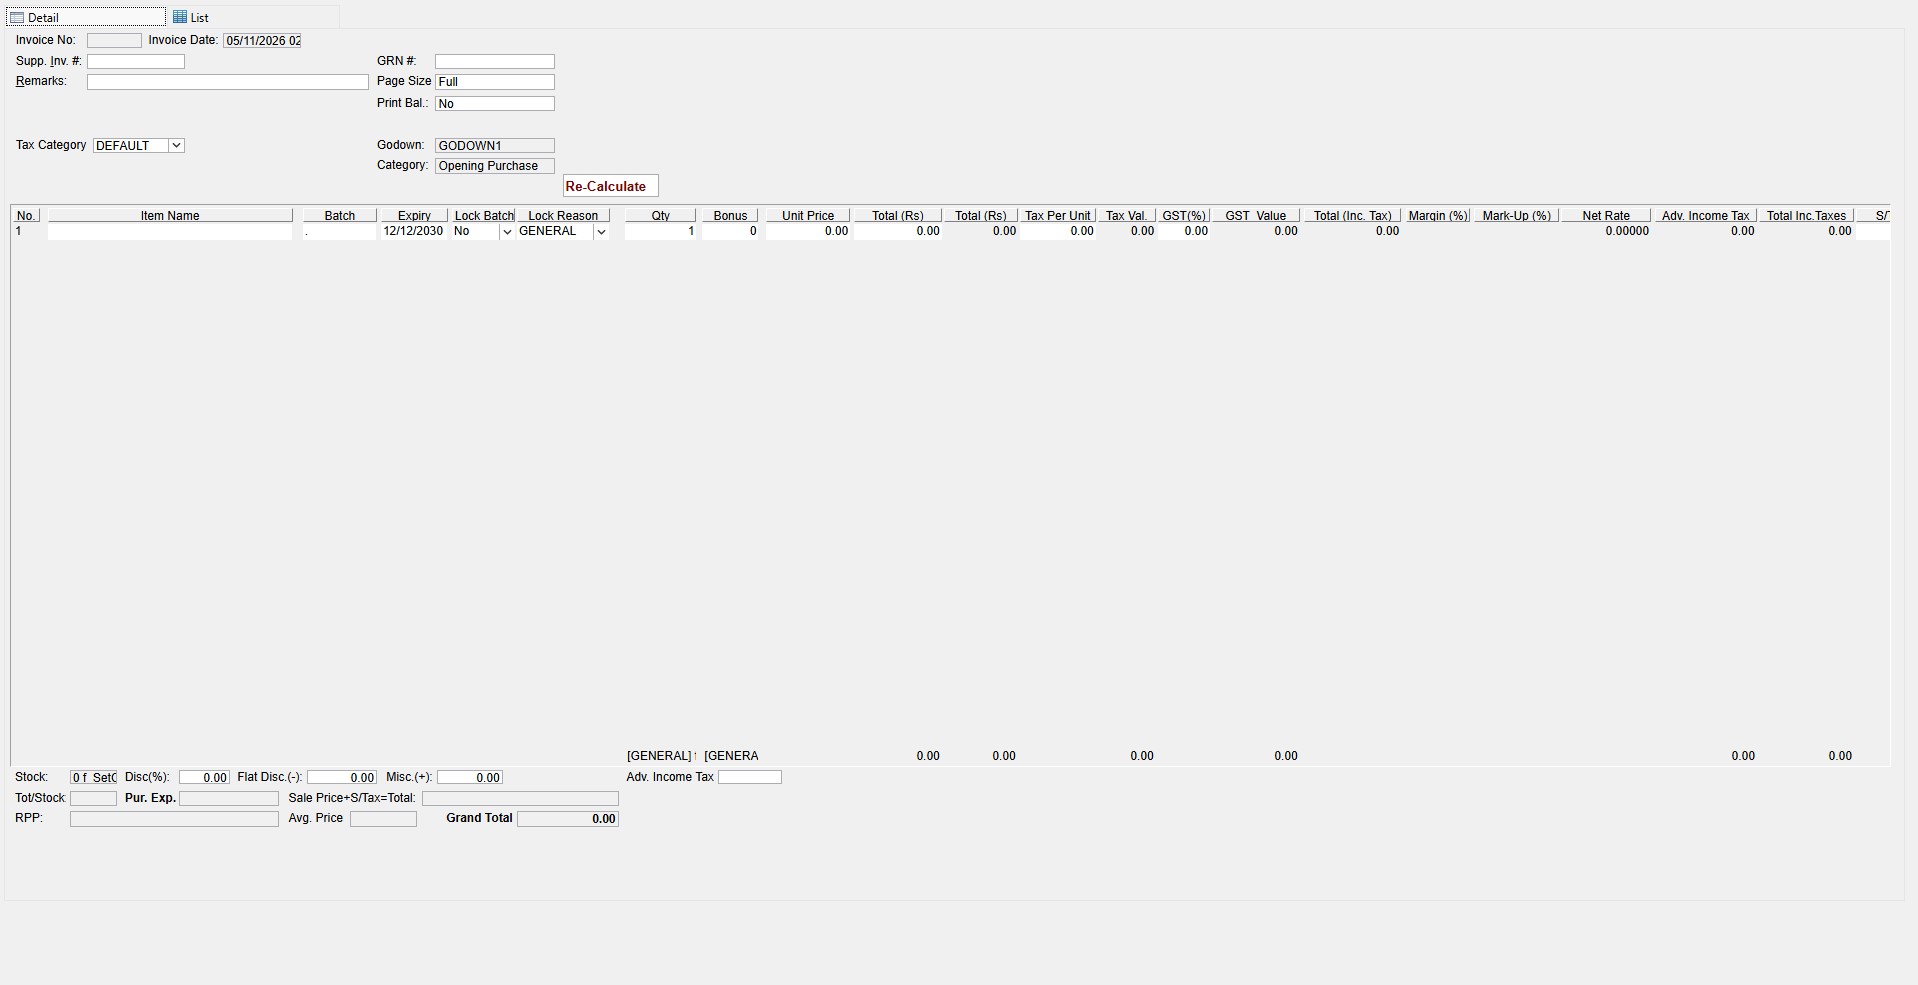 Detail List
Invoice No: Invoice Date: 05/11/2026 02
Supp. Inv. #: GRN #:
Remarks: Page Size Full
Print Bal.: No
Tax Category DEFAULT Godown: GODOWN1
Category: Opening Purchase
Re-Calculate
No. Item Name Batch Expiry Lock Batch Lock Reason Qty Bonus Unit Price Total (Rs) Total (Rs) Tax Per Unit Tax Val. GST(%) GST Value Total (Inc. Tax) Margin (%) Mark-Up (%) Net Rate Adv. Income Tax Total Inc.Taxes S/
1 . 12/12/2030 No GENERAL 1 0 0.00 0.00 0.00 0.00 0.00 0.00 0.00 0.00 0.00000 0.00 0.00
[GENERAL] [GENERA 0.00 0.00 0.00 0.00 0.00 0.00
Stock: 0 f Set Disc(%): 0.00 Flat Disc.(-): 0.00 Misc.(+): 0.00 Adv. Income Tax
Tot/Stock Pur. Exp. Sale Price+S/Tax=Total:
RPP: Avg. Price Grand Total 0.00